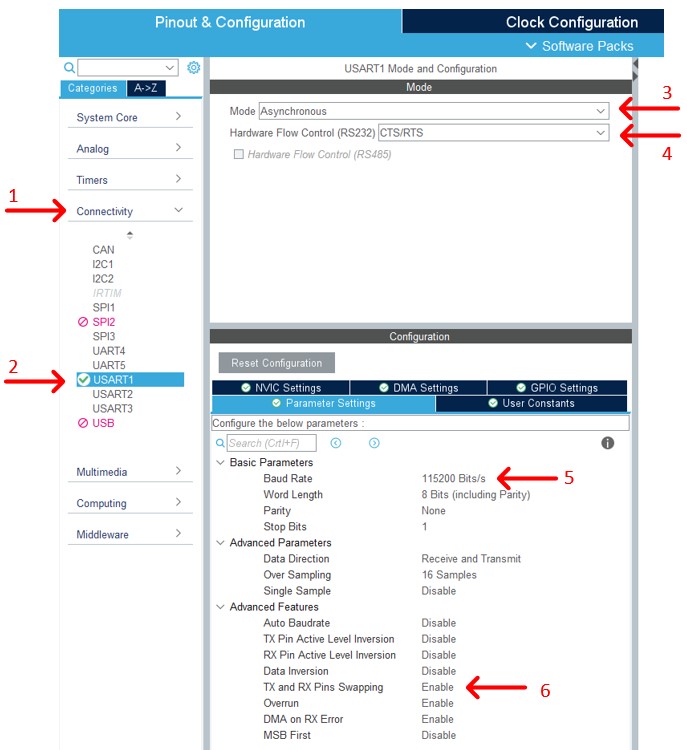 Pinout & Configuration
Clock Configuration
Software Packs
USART1 Mode and Configuration
Categories A->Z
Mode
System Core
Mode Asynchronous
3
Hardware Flow Control (RS232) CTS/RTS
4
Analog
Hardware Flow Control (RS485)
Timers
1
Connectivity
CAN
I2C1
I2C2
IRTIM
SPI1
SPI2
SPI3
UART4
UART5
2
USART1
USART2
USART3
USB
Multimedia
Computing
Middleware
Configuration
Reset Configuration
NVIC Settings DMA Settings GPIO Settings
Parameter Settings User Constants
Configure the below parameters :
Search (Crtl+F)
Basic Parameters
Baud Rate 115200 Bits/s 5
Word Length 8 Bits (including Parity)
Parity None
Stop Bits 1
Advanced Parameters
Data Direction Receive and Transmit
Over Sampling 16 Samples
Single Sample Disable
Advanced Features
Auto Baudrate Disable
TX Pin Active Level Inversion Disable
RX Pin Active Level Inversion Disable
Data Inversion Disable
TX and RX Pins Swapping Enable 6
Overrun Enable
DMA on RX Error Enable
MSB First Disable